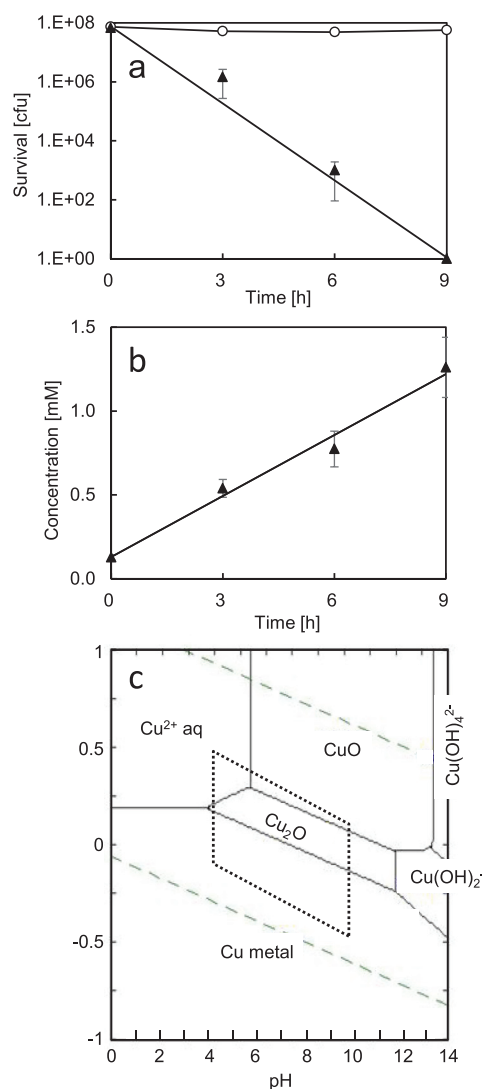 1.E+08
a
1.E+06
1.E+04
1.E+02
1.E+00
Survival [cfu]
0 3 6 9
Time [h]
1.5
b
1.0
0.5
0.0
Concentration [mM]
0 3 6 9
Time [h]
1
c
Cu²⁺ aq
CuO
Cu(OH)₄²⁻
0.5
Cu₂O
0
Cu(OH)₂⁻
-0.5
Cu metal
-1
0 2 4 6 8 10 12 14
pH